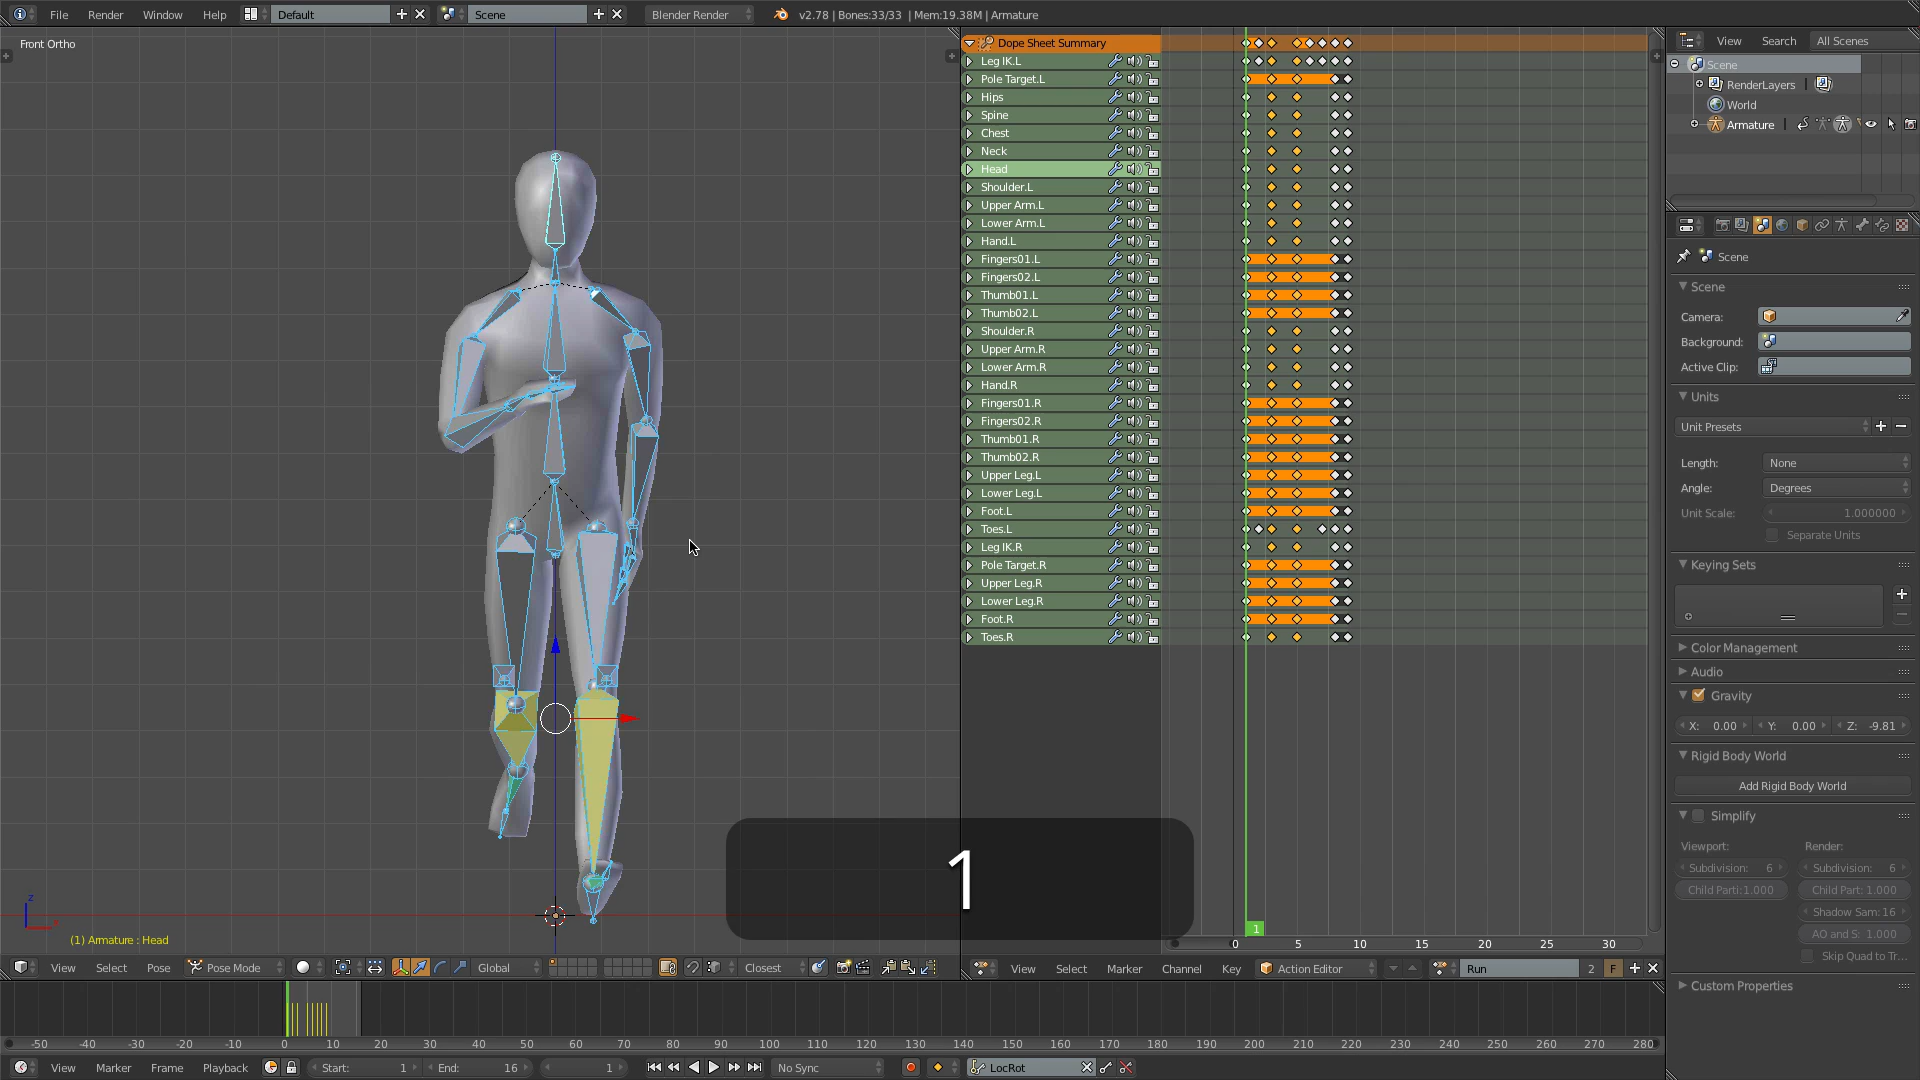 File Render Window Help Default Scene Blender Render v2.78 | Bones:33/33 | Mem:19.38M | Armature
Front Ortho
Dope Sheet Summary
Leg IK.L
Pole Target.L
Hips
Spine
Chest
Neck
Head
Shoulder.L
Upper Arm.L
Lower Arm.L
Hand.L
Fingers01.L
Fingers02.L
Thumb01.L
Thumb02.L
Shoulder.R
Upper Arm.R
Lower Arm.R
Hand.R
Fingers01.R
Fingers02.R
Thumb01.R
Thumb02.R
Upper Leg.L
Lower Leg.L
Foot.L
Toes.L
Leg IK.R
Pole Target.R
Upper Leg.R
Lower Leg.R
Foot.R
Toes.R
1
1
0 5 10 15 20 25 30
z
(1) Armature : Head
View Select Pose Pose Mode Global Closest
View Select Marker Channel Key Action Editor Run 2 F
-50 -40 -30 -20 -10 0 10 20 30 40 50 60 70 80 90 100 110 120 130 140 150 160 170 180 190 200 210 220 230 240 250 260 270 280
View Marker Frame Playback Start: 1 End: 16 1 No Sync LocRot
View Search All Scenes
Scene
RenderLayers
World
Armature
Scene
Scene
Camera:
Background:
Active Clip:
Units
Unit Presets
Length: None
Angle: Degrees
Unit Scale: 1.000000
Separate Units
Keying Sets
Color Management
Audio
Gravity
X: 0.00 Y: 0.00 Z: -9.81
Rigid Body World
Add Rigid Body World
Simplify
Viewport: Render:
Subdivision: 6 Subdivision: 6
Child Parti:1.000 Child Part: 1.000
Shadow Sam: 16
AO and S: 1.000
Skip Quad to Tr...
Custom Properties